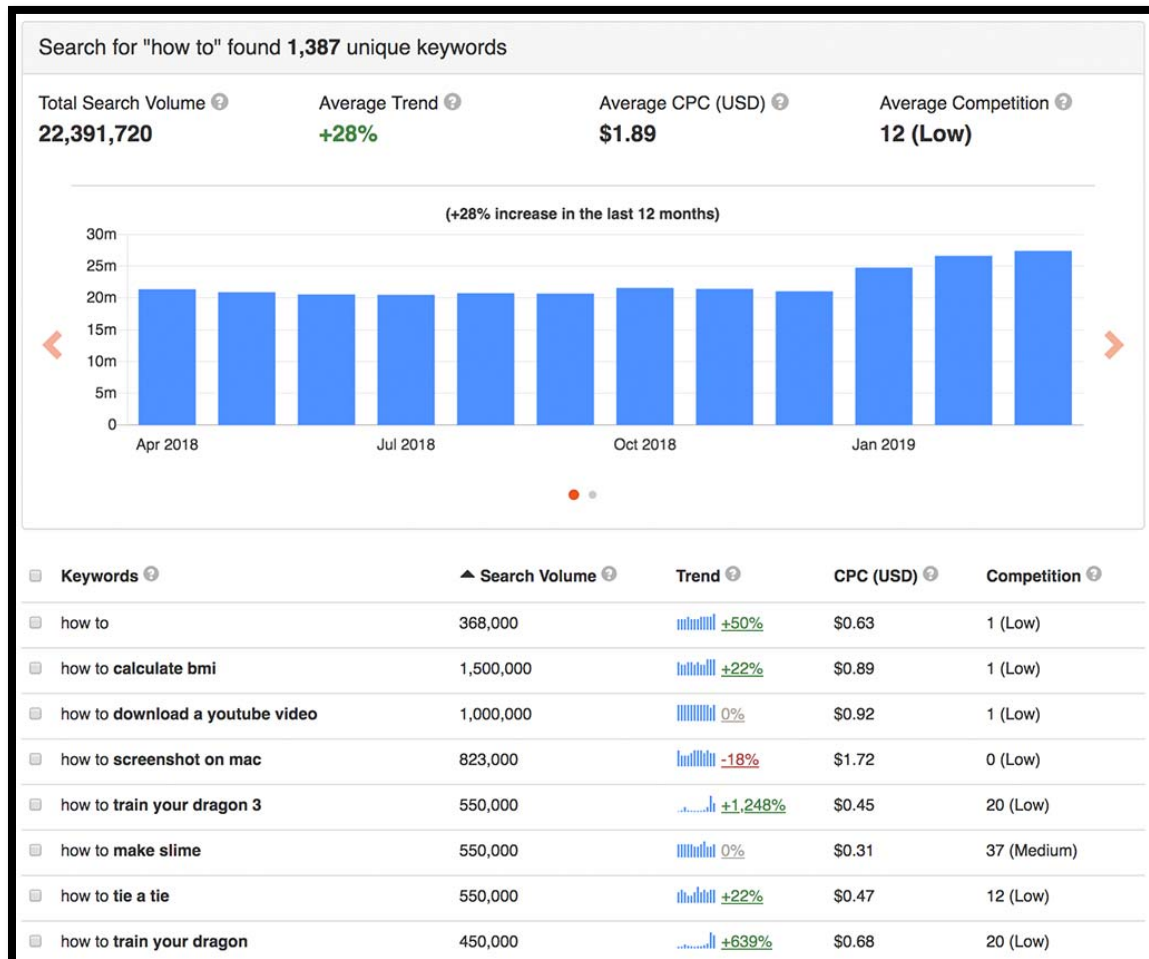 Search for "how to" found 1,387 unique keywords
Total Search Volume ? Average Trend ? Average CPC (USD) ? Average Competition ?
22,391,720 +28% $1.89 12 (Low)
(+28% increase in the last 12 months)
30m
25m
20m
15m
10m
5m
0
Apr 2018 Jul 2018 Oct 2018 Jan 2019
Keywords ? Search Volume ? Trend ? CPC (USD) ? Competition ?
how to 368,000 +50% $0.63 1 (Low)
how to calculate bmi 1,500,000 +22% $0.89 1 (Low)
how to download a youtube video 1,000,000 0% $0.92 1 (Low)
how to screenshot on mac 823,000 -18% $1.72 0 (Low)
how to train your dragon 3 550,000 +1,248% $0.45 20 (Low)
how to make slime 550,000 0% $0.31 37 (Medium)
how to tie a tie 550,000 +22% $0.47 12 (Low)
how to train your dragon 450,000 +639% $0.68 20 (Low)